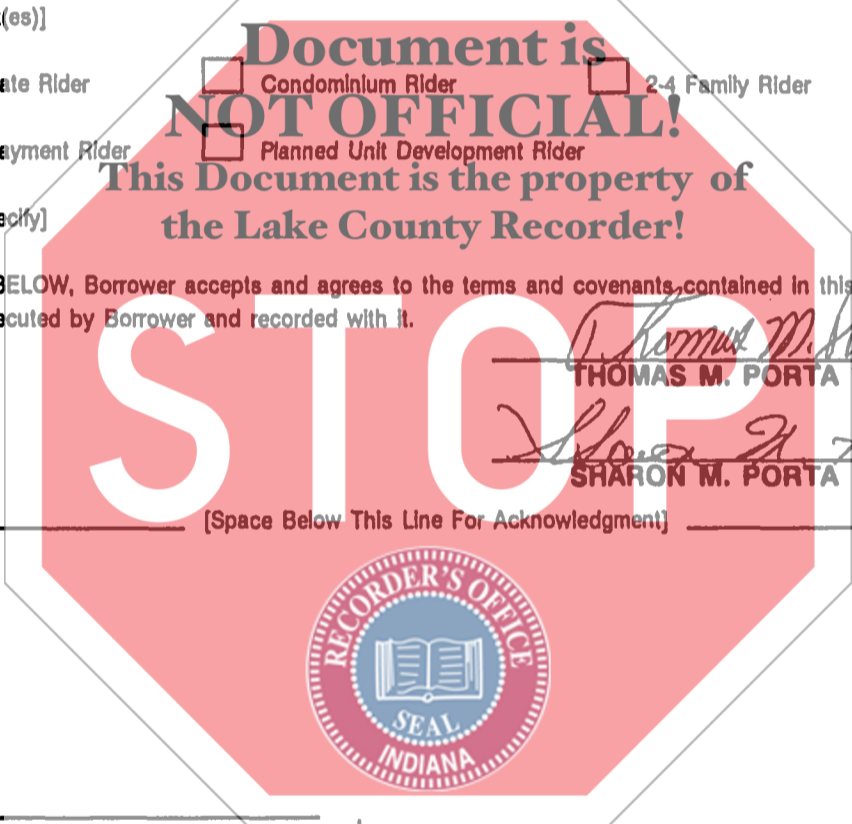 (es)]
Document is
ate Rider Condominium Rider 2-4 Family Rider
NOT OFFICIAL!
ayment Rider Planned Unit Development Rider
This Document is the property of
ecify]
the Lake County Recorder!
BELOW, Borrower accepts and agrees to the terms and covenants contained in this
ecuted by Borrower and recorded with it.
STOP
Thomas M.
THOMAS M. PORTA
Sharon M.
SHARON M. PORTA
[Space Below This Line For Acknowledgment]
RECORDER'S OFFICE
SEAL
INDIANA